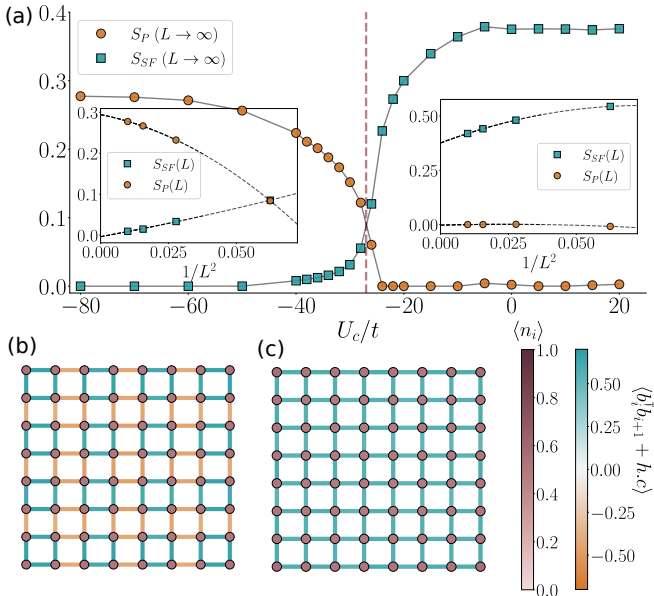 (a)
0.4
0.3
0.2
0.1
0.0
S_P (L → ∞)
S_SF (L → ∞)
0.3
0.2
0.1
0.0
S_SF(L)
S_P(L)
0.000 0.025 0.050
1/L²
0.50
0.25
0.00
S_SF(L)
S_P(L)
0.000 0.025 0.050
1/L²
−80 −60 −40 −20 0 20
U_c/t
(b)
(c)
⟨n_i⟩
1.0
0.8
0.6
0.4
0.2
0.0
0.50
0.25
0.00
−0.25
−0.50
⟨b_i^† b_{i+1} + h.c⟩